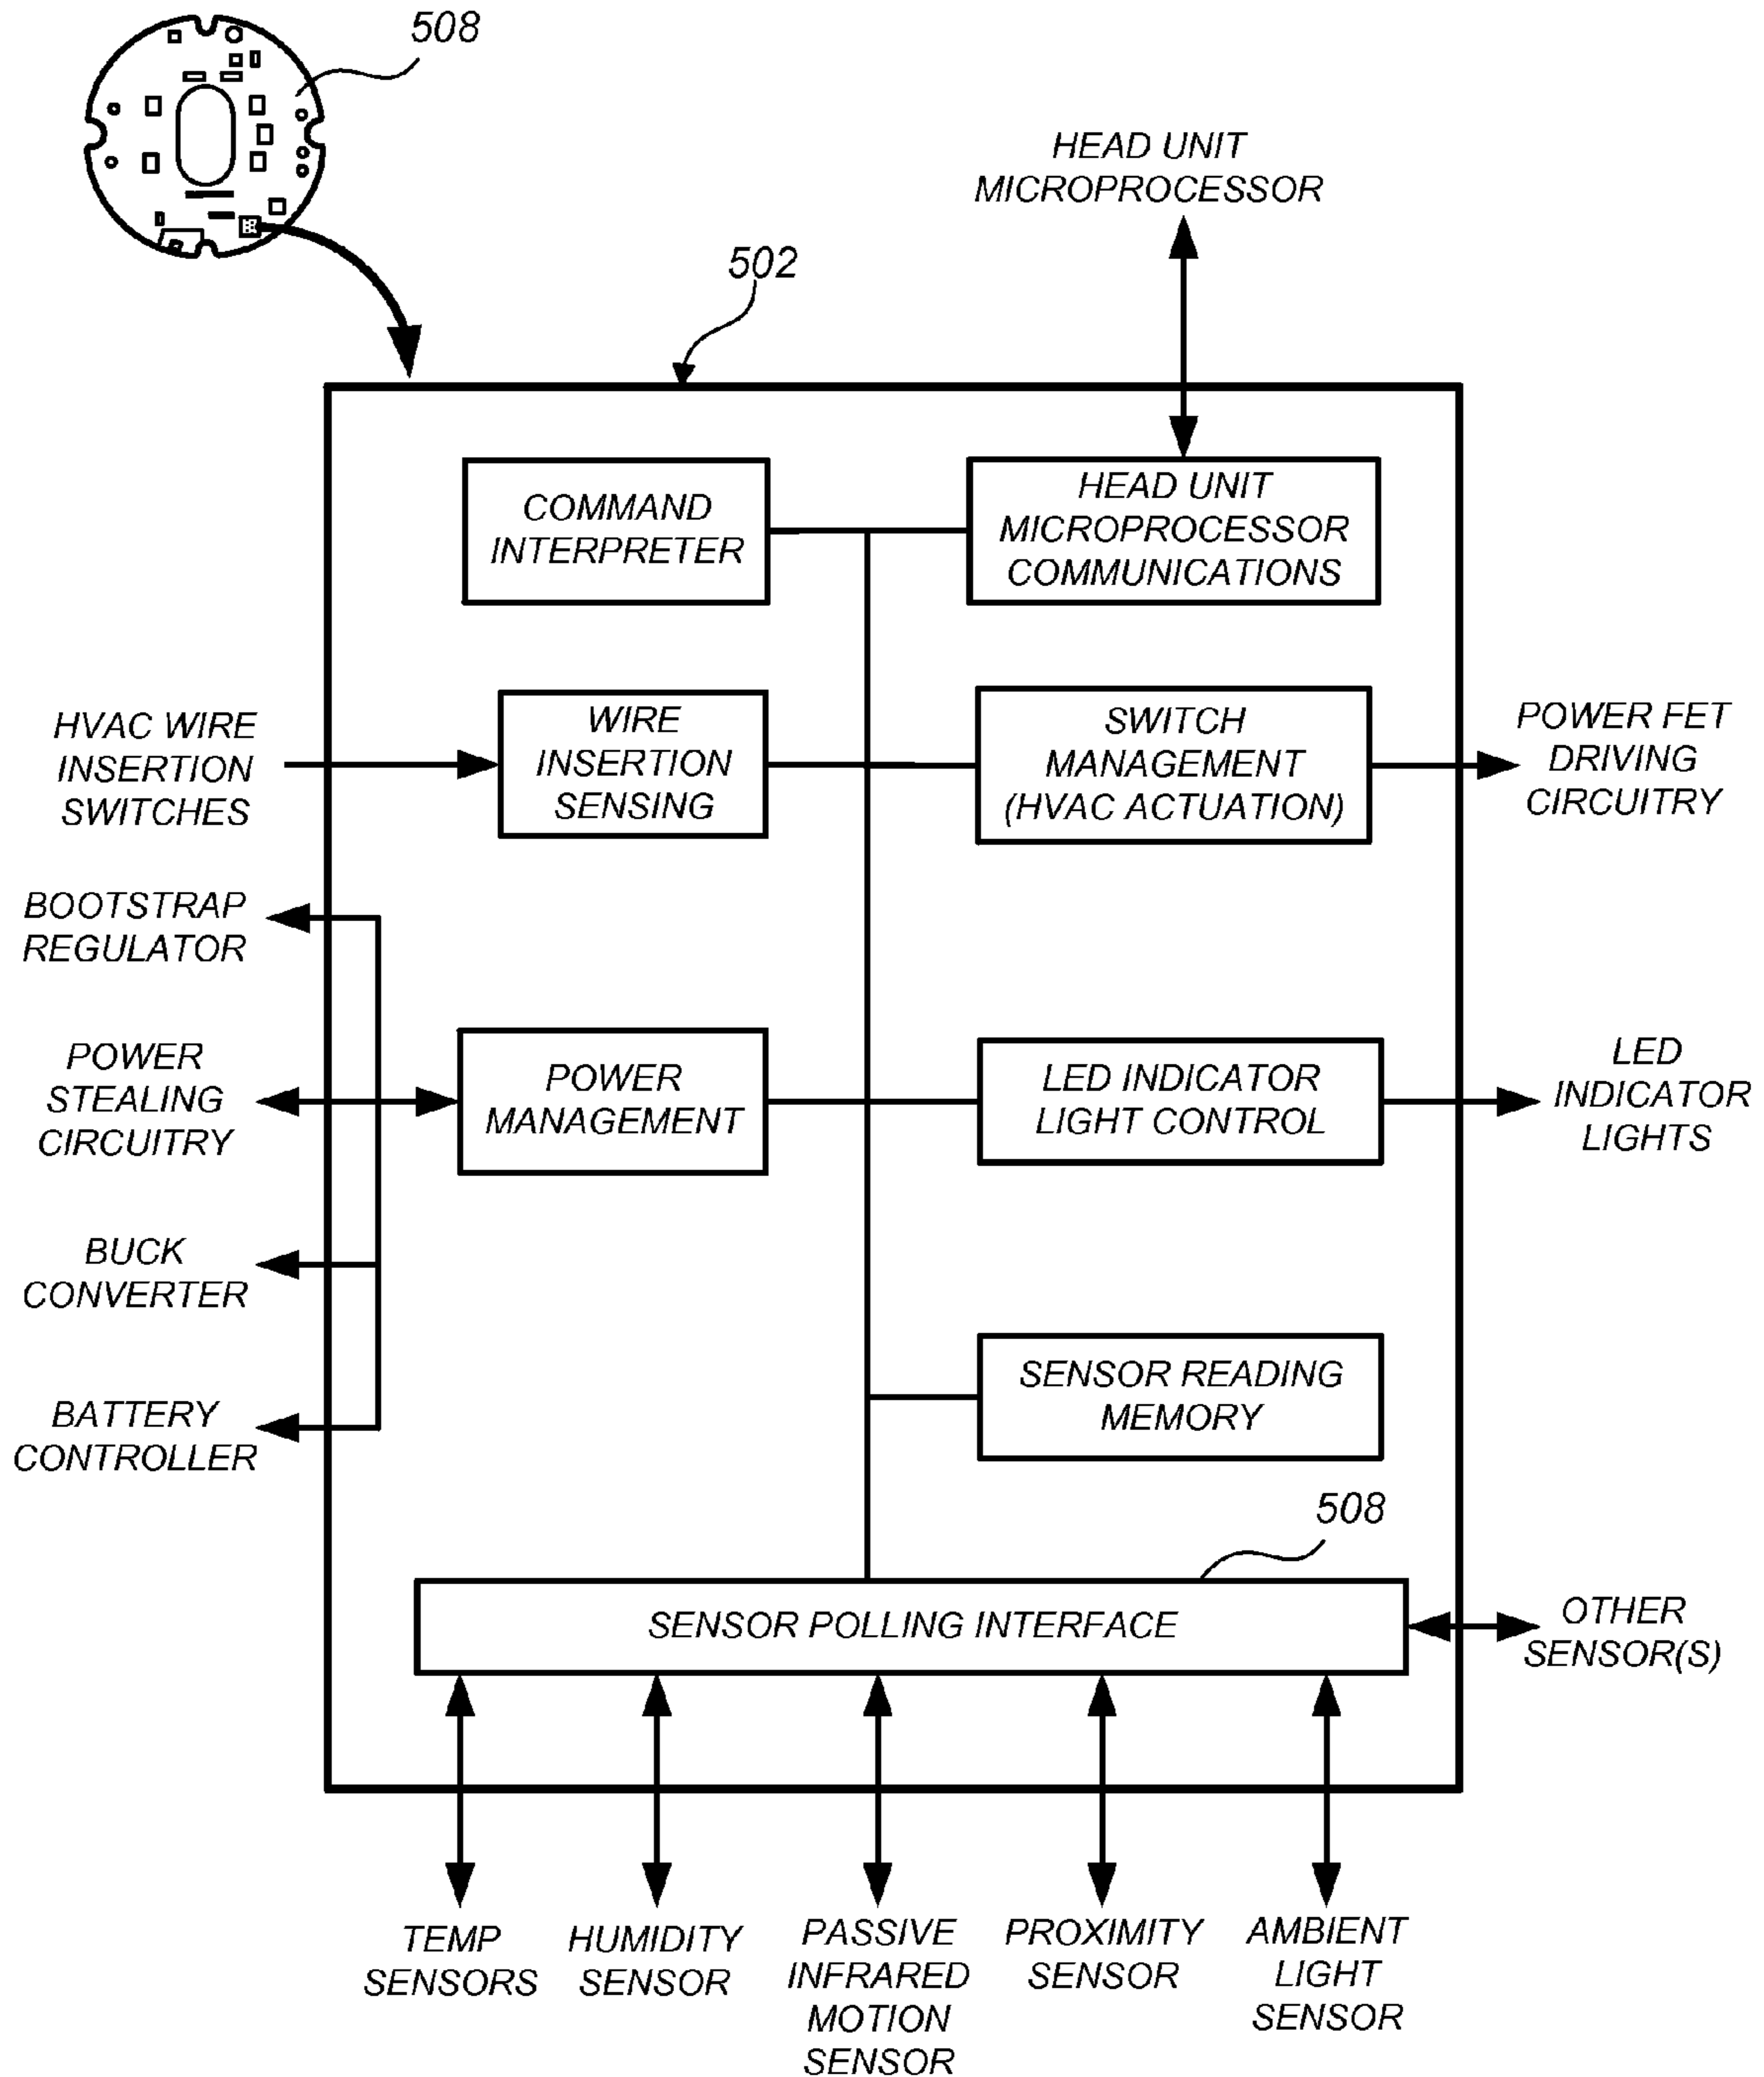 508
HEAD UNIT
MICROPROCESSOR
502
COMMAND
INTERPRETER
HEAD UNIT
MICROPROCESSOR
COMMUNICATIONS
HVAC WIRE
INSERTION
SWITCHES
WIRE
INSERTION
SENSING
SWITCH
MANAGEMENT
(HVAC ACTUATION)
POWER FET
DRIVING
CIRCUITRY
BOOTSTRAP
REGULATOR
POWER
STEALING
CIRCUITRY
POWER
MANAGEMENT
LED INDICATOR
LIGHT CONTROL
LED
INDICATOR
LIGHTS
BUCK
CONVERTER
SENSOR READING
MEMORY
BATTERY
CONTROLLER
508
SENSOR POLLING INTERFACE
OTHER
SENSOR(S)
TEMP
SENSORS
HUMIDITY
SENSOR
PASSIVE
INFRARED
MOTION
SENSOR
PROXIMITY
SENSOR
AMBIENT
LIGHT
SENSOR